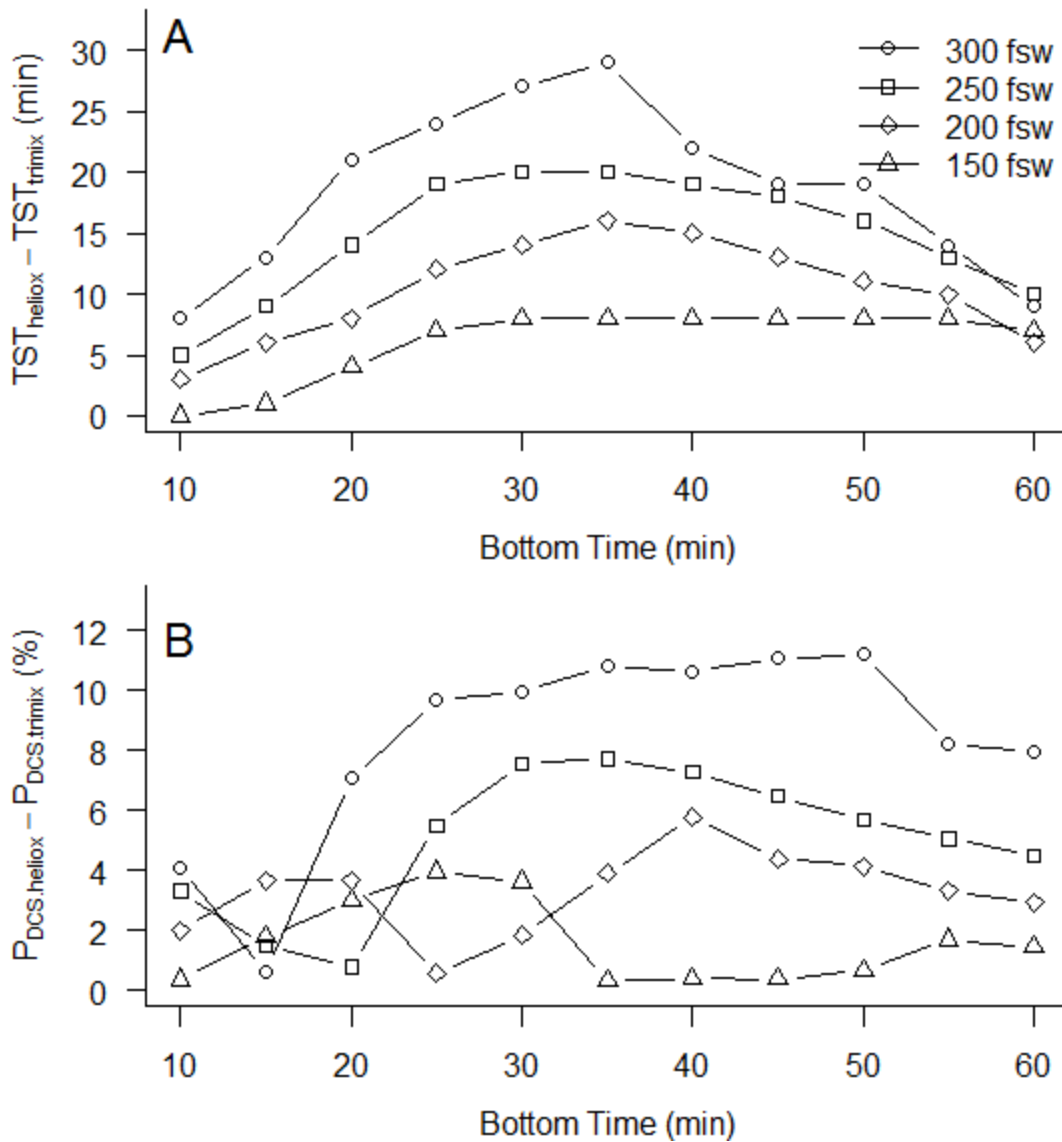 A
TSTheliox – TSTtrimix (min)
30
25
20
15
10
5
0
300 fsw
250 fsw
200 fsw
150 fsw
10 20 30 40 50 60
Bottom Time (min)
B
PDCS.heliox – PDCS.trimix (%)
12
10
8
6
4
2
0
10 20 30 40 50 60
Bottom Time (min)